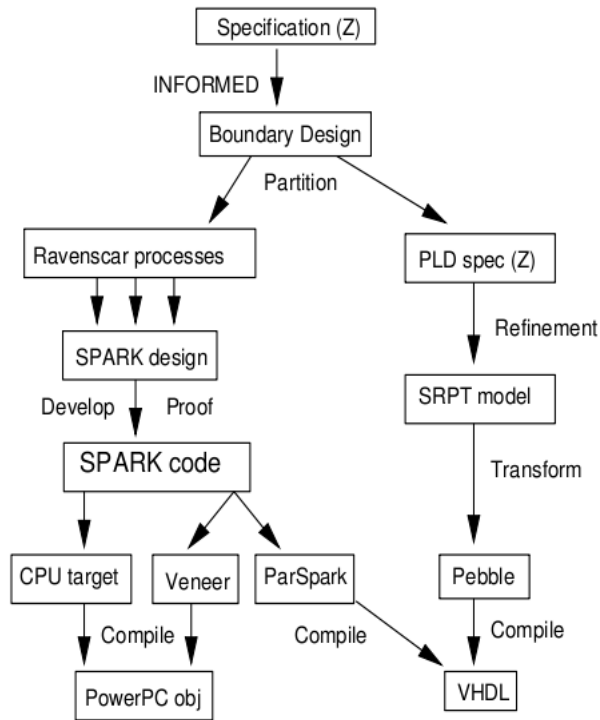 Specification (Z)
INFORMED
Boundary Design
Partition
Ravenscar processes
PLD spec (Z)
Refinement
SPARK design
SRPT model
Develop Proof
SPARK code
Transform
CPU target
Veneer
ParSpark
Pebble
Compile
Compile
Compile
PowerPC obj
VHDL